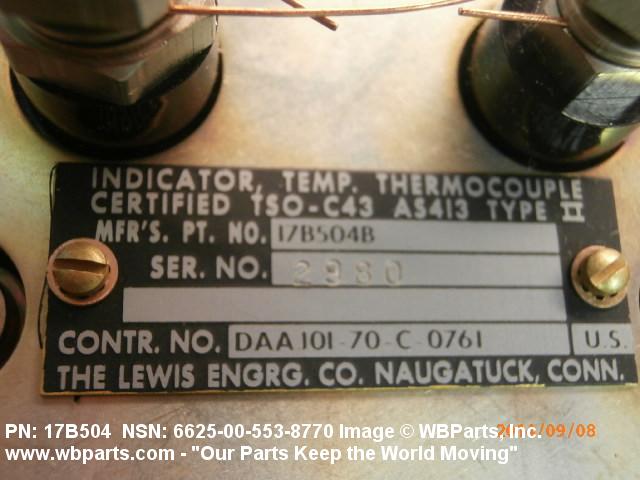 INDICATOR, TEMP. THERMOCOUPLE
CERTIFIED TSO-C43 AS413 TYPE II
MFR'S. PT. NO. 17B504B
SER. NO. 2980
CONTR. NO. DAA101-70-C-0761 U.S.
THE LEWIS ENGRG. CO. NAUGATUCK, CONN.
PN: 17B504 NSN: 6625-00-553-8770 Image © WBParts, Inc.
/09/08
www.wbparts.com - "Our Parts Keep the World Moving"